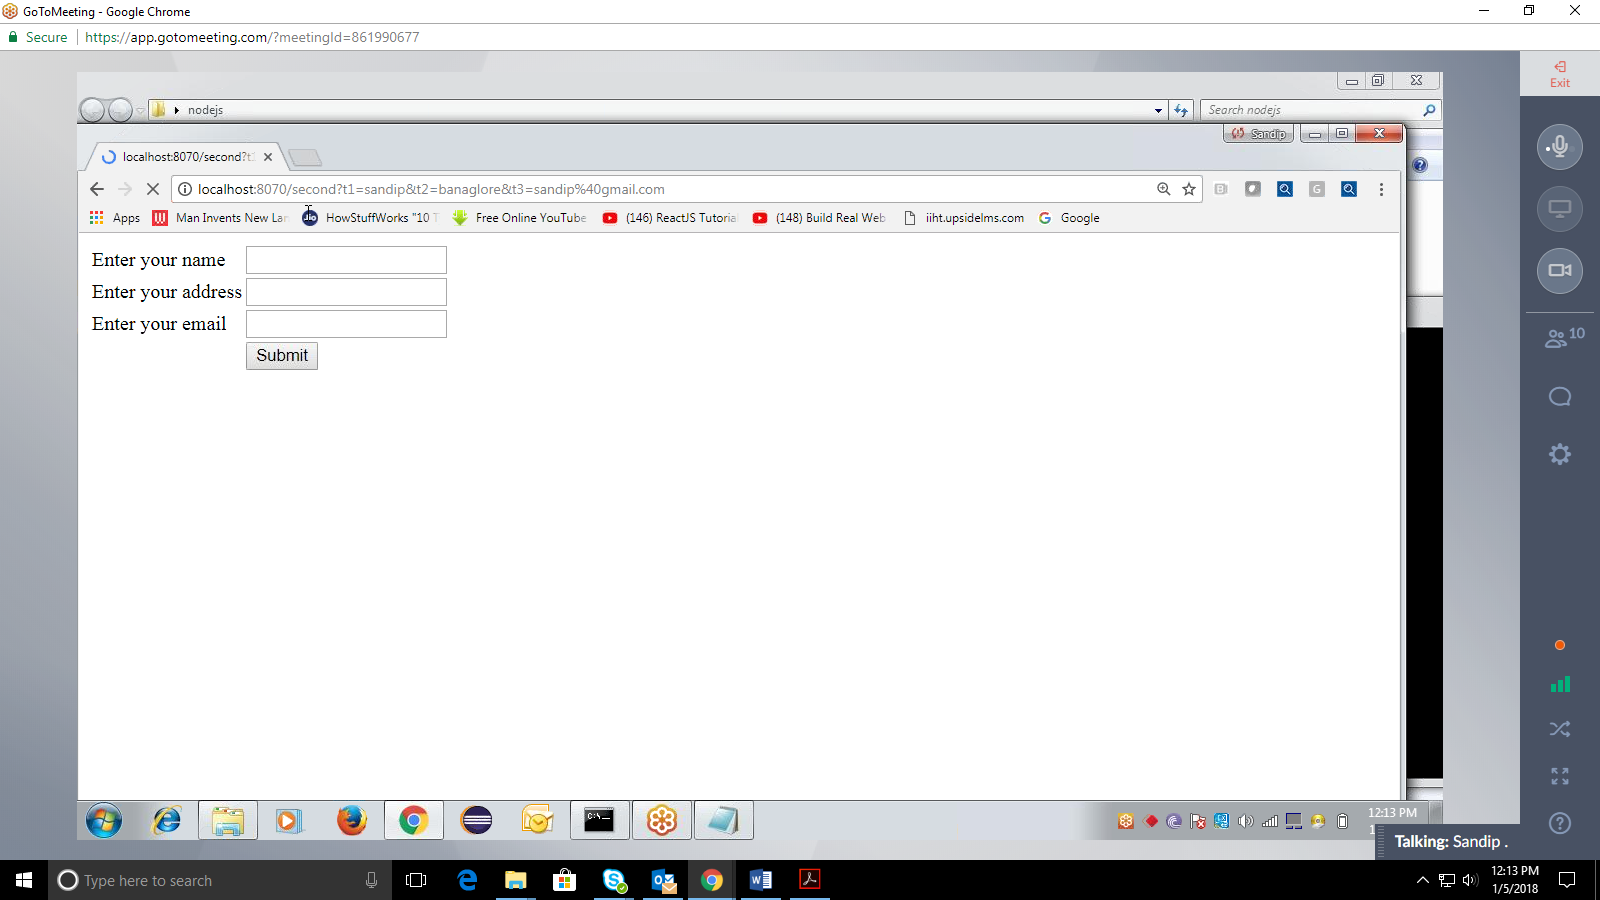 GoToMeeting - Google Chrome
Secure
https://app.gotomeeting.com/?meetingId=861990677
Exit
nodejs
Search nodejs
Sandip
localhost:8070/second?t
localhost:8070/second?t1=sandip&t2=banaglore&t3=sandip%40gmail.com
Apps
Man Invents New Lan
Jio
HowStuffWorks "10 T
Free Online YouTube
(146) ReactJS Tutoria
(148) Build Real Web
iiht.upsidelms.com
Google
Enter your name
Enter your address
Enter your email
Submit
10
12:13 PM
Talking: Sandip .
Type here to search
12:13 PM
1/5/2018